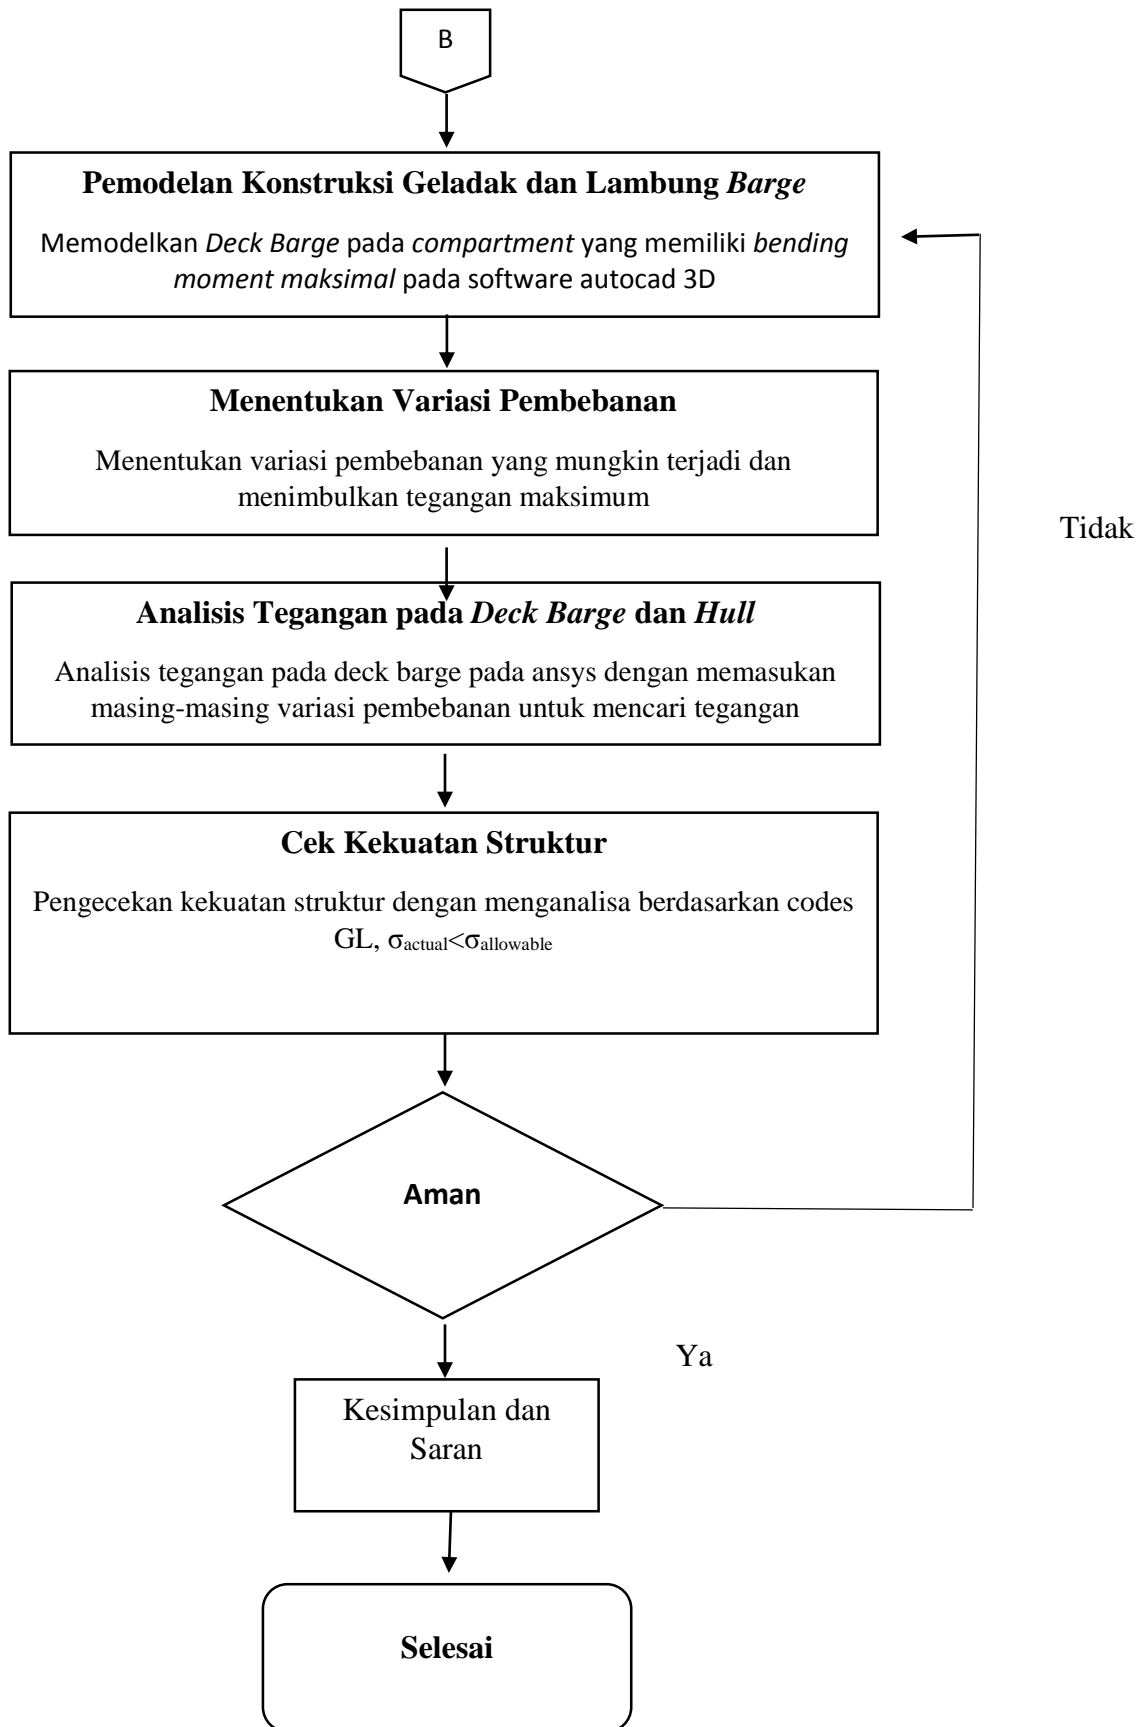 B
Pemodelan Konstruksi Geladak dan Lambung Barge
Memodelkan Deck Barge pada compartment yang memiliki bending
moment maksimal pada software autocad 3D
Menentukan Variasi Pembebanan
Menentukan variasi pembebanan yang mungkin terjadi dan
menimbulkan tegangan maksimum
Tidak
Analisis Tegangan pada Deck Barge dan Hull
Analisis tegangan pada deck barge pada ansys dengan memasukan
masing-masing variasi pembebanan untuk mencari tegangan
Cek Kekuatan Struktur
Pengecekan kekuatan struktur dengan menganalisa berdasarkan codes
GL, σactual<σallowable
Aman
Ya
Kesimpulan dan
Saran
Selesai